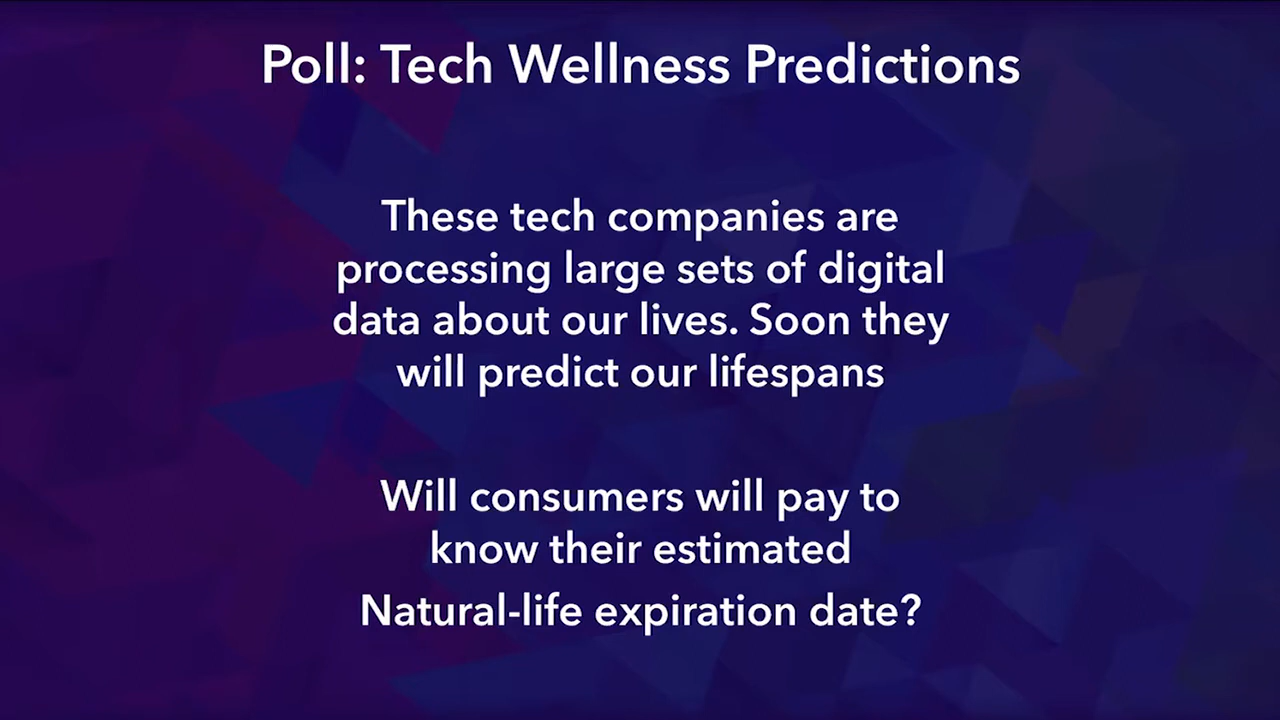 Poll: Tech Wellness Predictions
These tech companies are
processing large sets of digital
data about our lives. Soon they
will predict our lifespans
Will consumers will pay to
know their estimated
Natural-life expiration date?